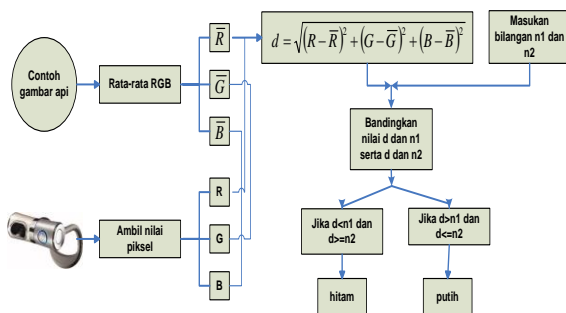 Contoh
gambar api
Rata-rata RGB
R̅
G̅
B̅
d = √((R−R̅)² + (G−G̅)² + (B−B̅)²)
Masukan
bilangan n1 dan
n2
Bandingkan
nilai d dan n1
serta d dan n2
Ambil nilai
piksel
R
G
B
Jika d<n1 dan
d>=n2
Jika d>n1 dan
d<=n2
hitam
putih